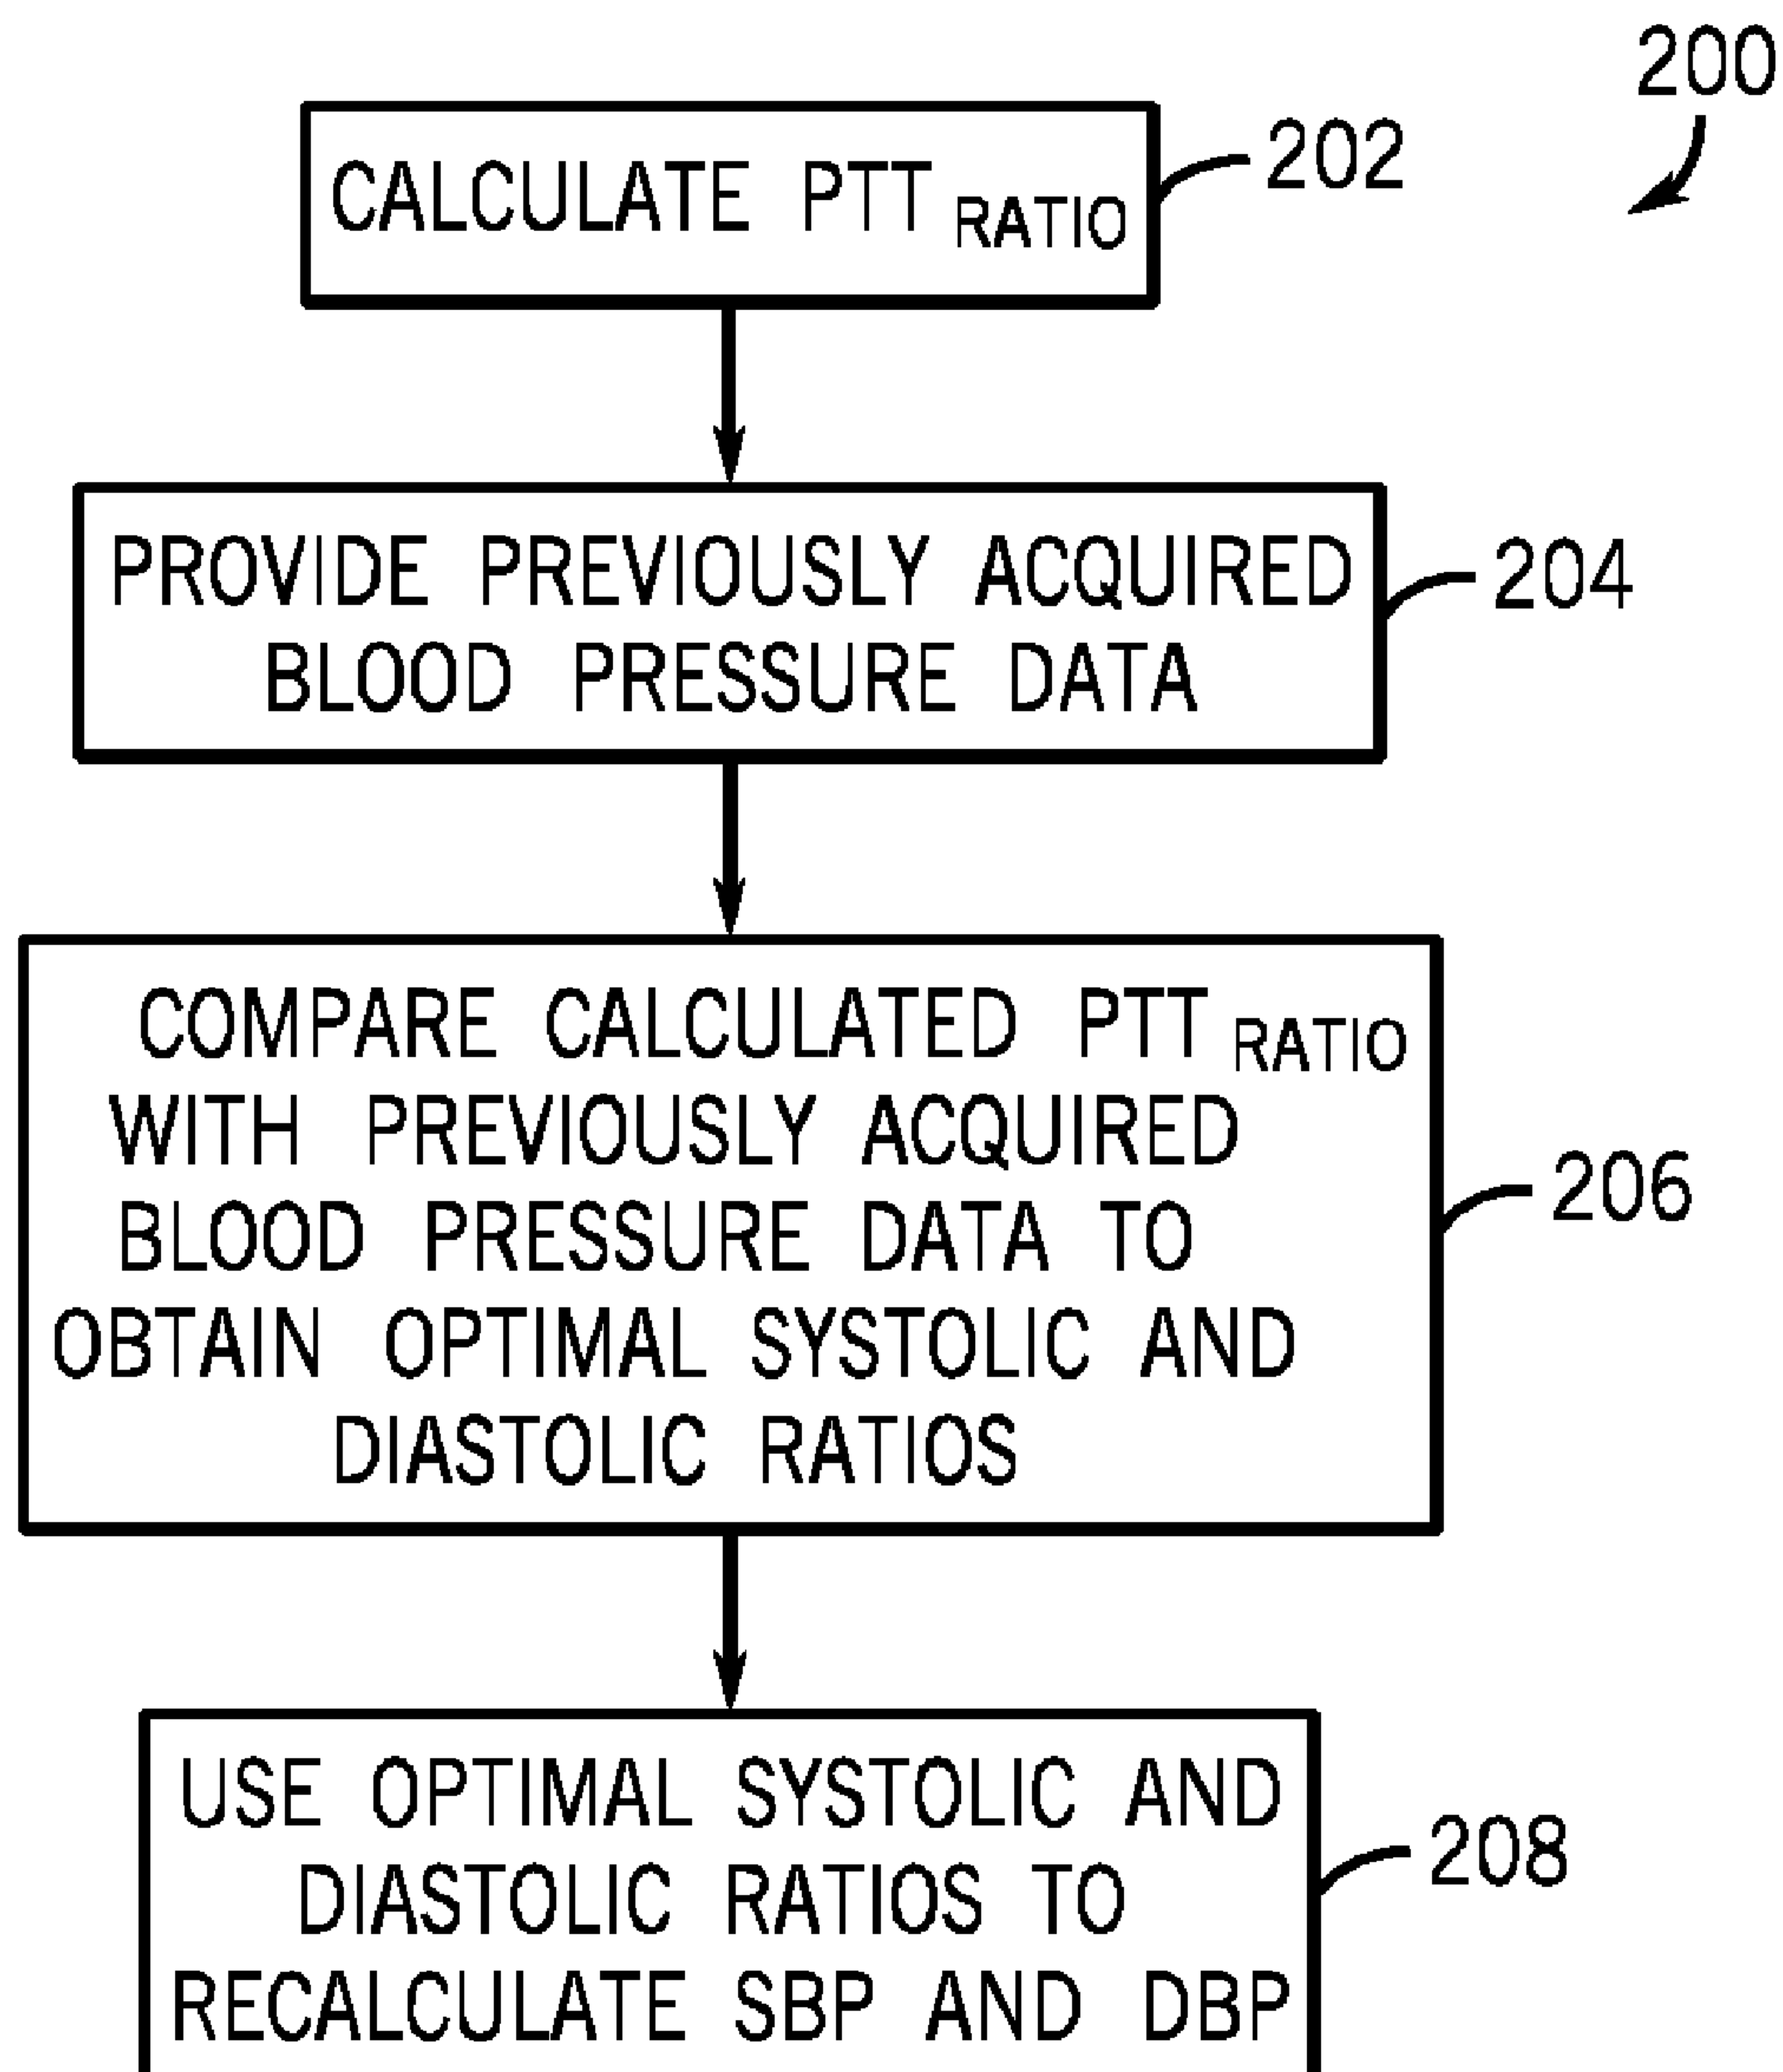 200
CALCULATE PTT RATIO
202
PROVIDE PREVIOUSLY ACQUIRED
BLOOD PRESSURE DATA
204
COMPARE CALCULATED PTT RATIO
WITH PREVIOUSLY ACQUIRED
BLOOD PRESSURE DATA TO
OBTAIN OPTIMAL SYSTOLIC AND
DIASTOLIC RATIOS
206
USE OPTIMAL SYSTOLIC AND
DIASTOLIC RATIOS TO
RECALCULATE SBP AND DBP
208